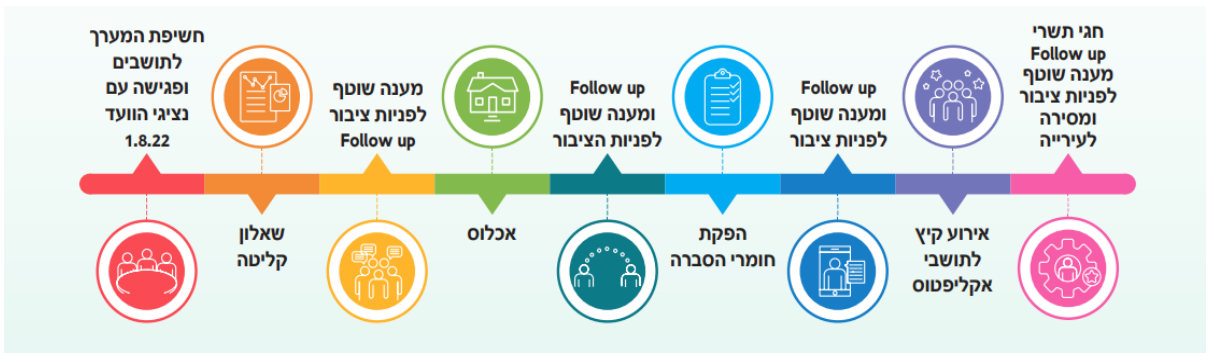 חשיפת המערך
לתושבים
ופגישה עם
נציגי הוועד
1.8.22
שאלון
קליטה
מענה שוטף
לפניות ציבור
Follow up
אכלוס
Follow up
ומענה שוטף
לפניות הציבור
הפקת
חומרי הסברה
Follow up
ומענה שוטף
לפניות ציבור
אירוע קיץ
לתושבי
אקליפטוס
חגי תשרי
Follow up
מענה שוטף
לפניות ציבור
ומסירה
לעירייה